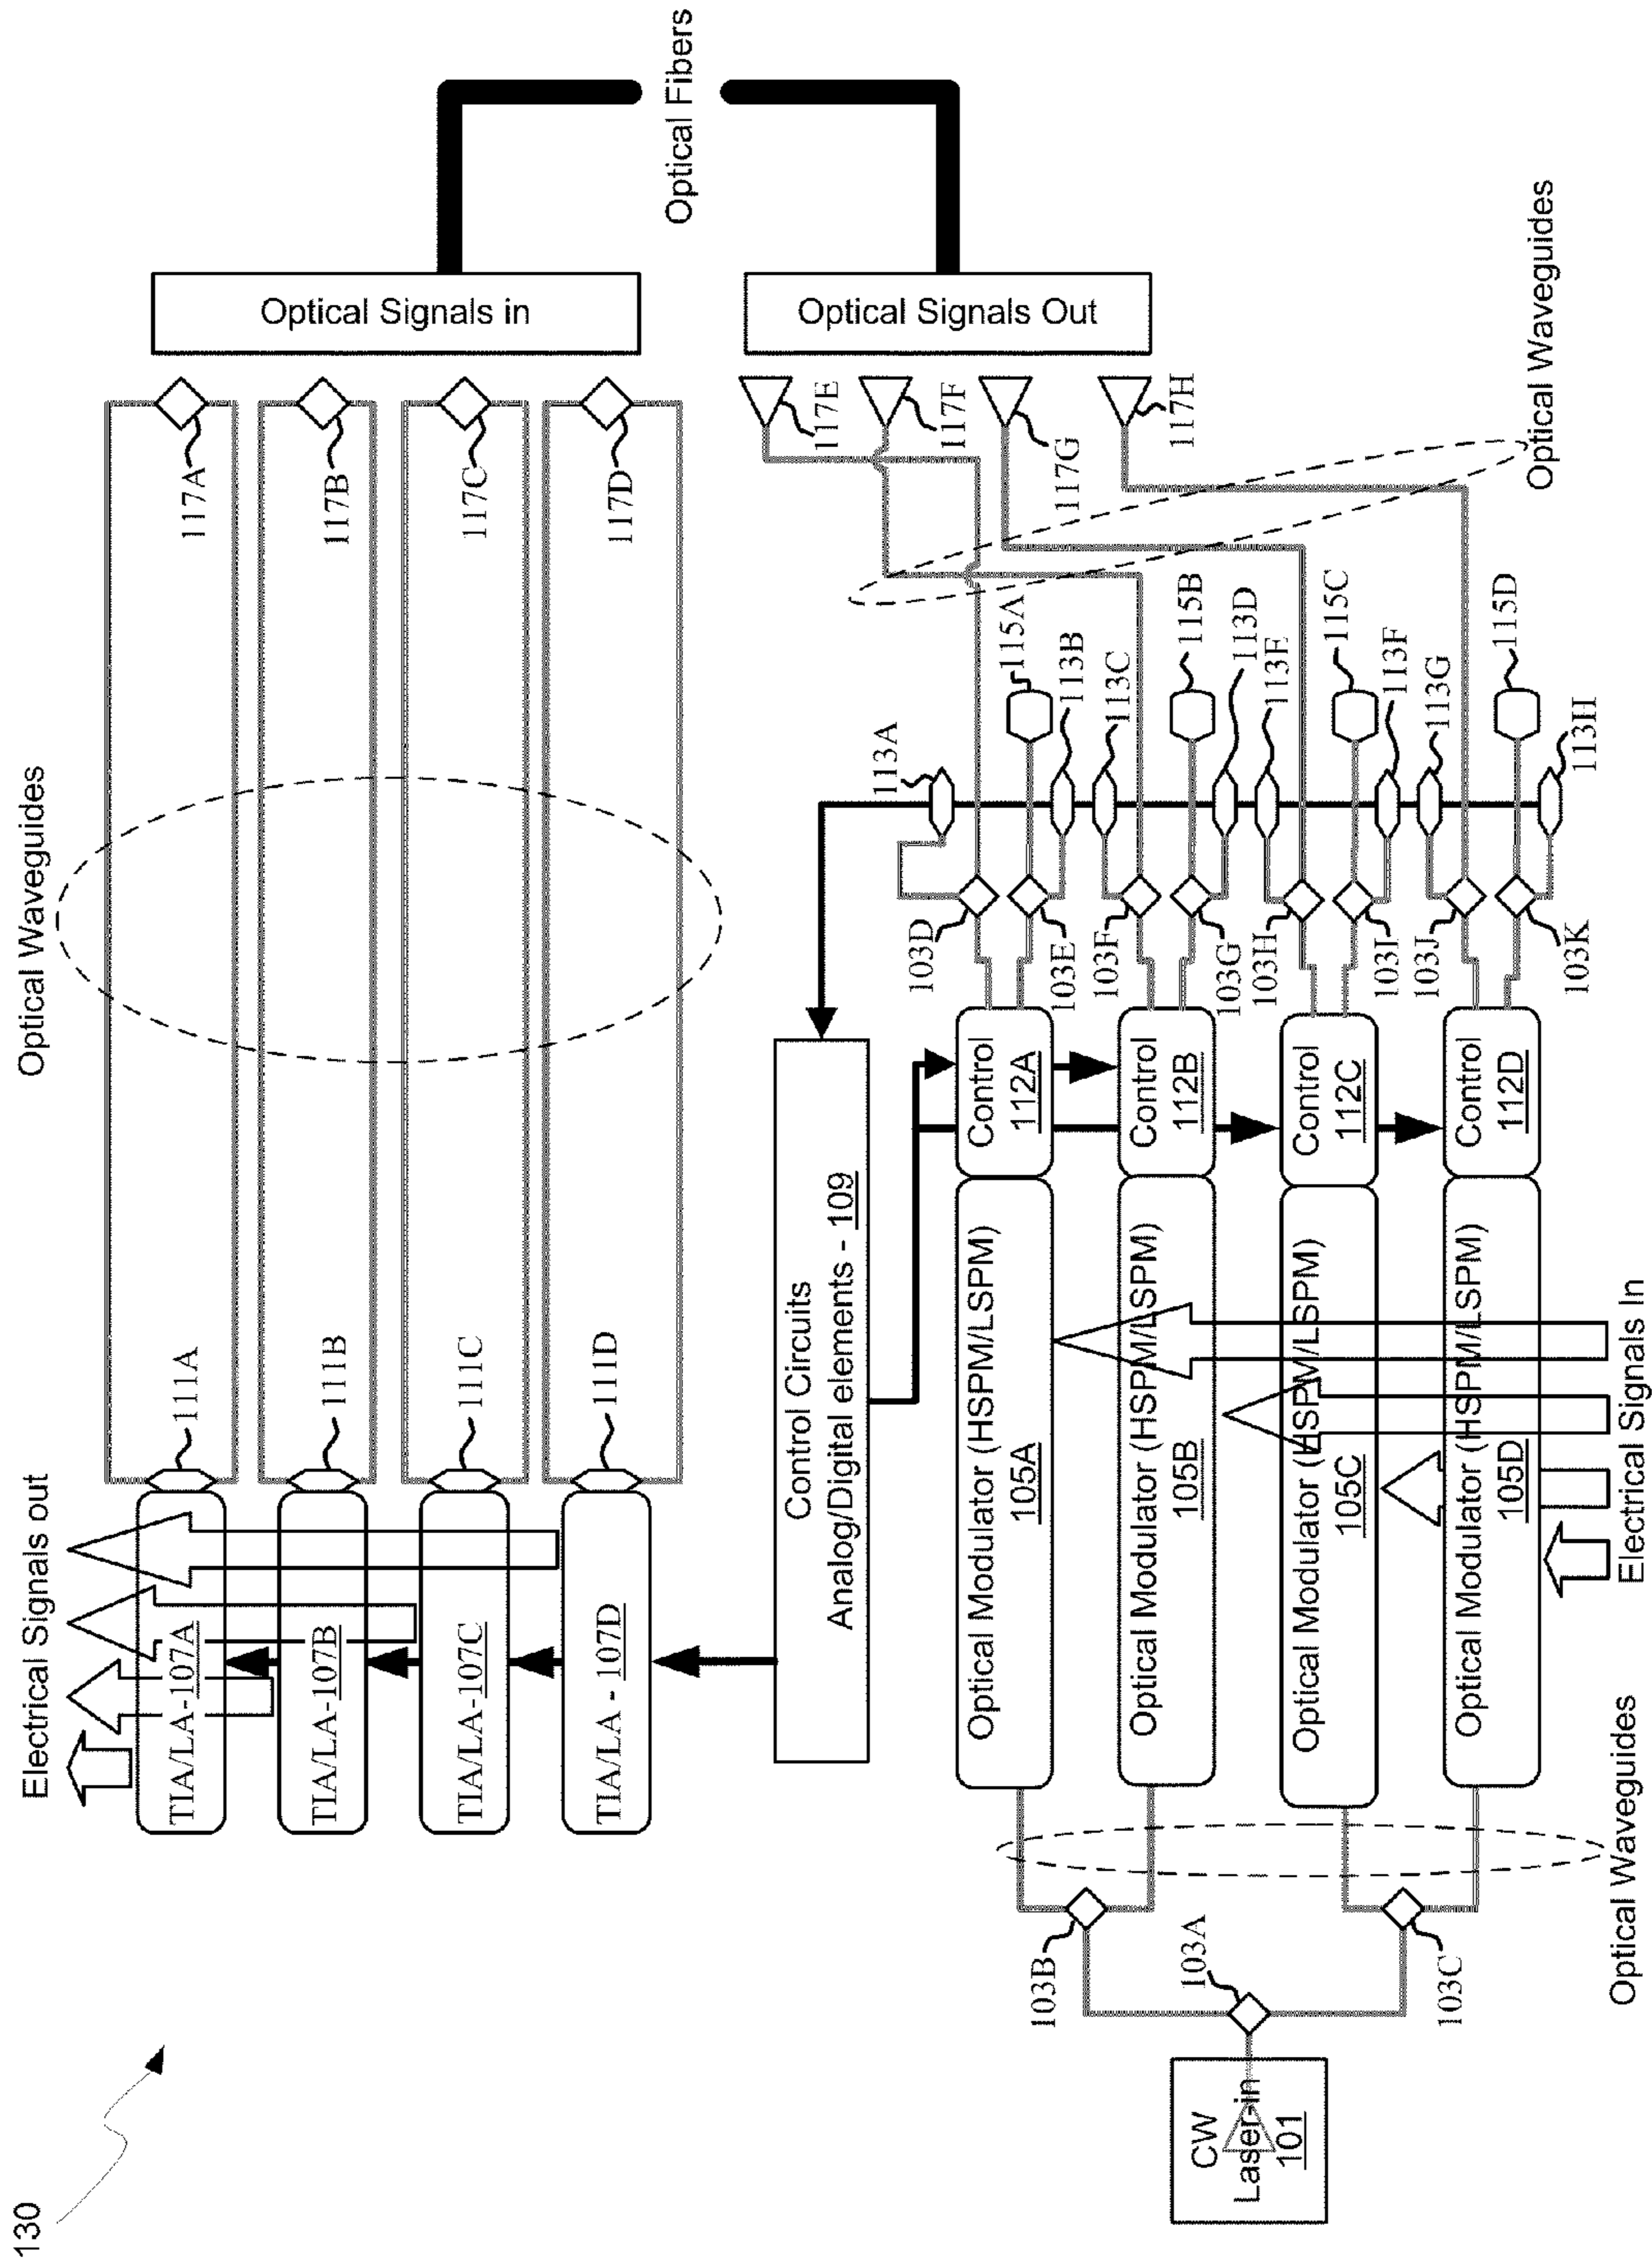 130
Electrical Signals out
Optical Waveguides
TIA/LA-107A
111A
117A
TIA/LA-107B
111B
117B
TIA/LA-107C
111C
117C
TIA/LA - 107D
111D
117D
Optical Signals in
Optical Fibers
Optical Signals Out
Control Circuits
Analog/Digital elements - 109
CW
Laser-in
101
103A
103B
103C
Optical Waveguides
Optical Modulator (HSPM/LSPM)
105A
Control
112A
Optical Modulator (HSPM/LSPM)
105B
Control
112B
Optical Modulator (HSPM/LSPM)
105C
Control
112C
Optical Modulator (HSPM/LSPM)
105D
Control
112D
Electrical Signals In
103D
103E
103F
103G
103H
103I
103J
103K
113A
115A
113B
113C
115B
113D
113E
115C
113F
113G
115D
113H
117E
117F
117G
117H
Optical Waveguides